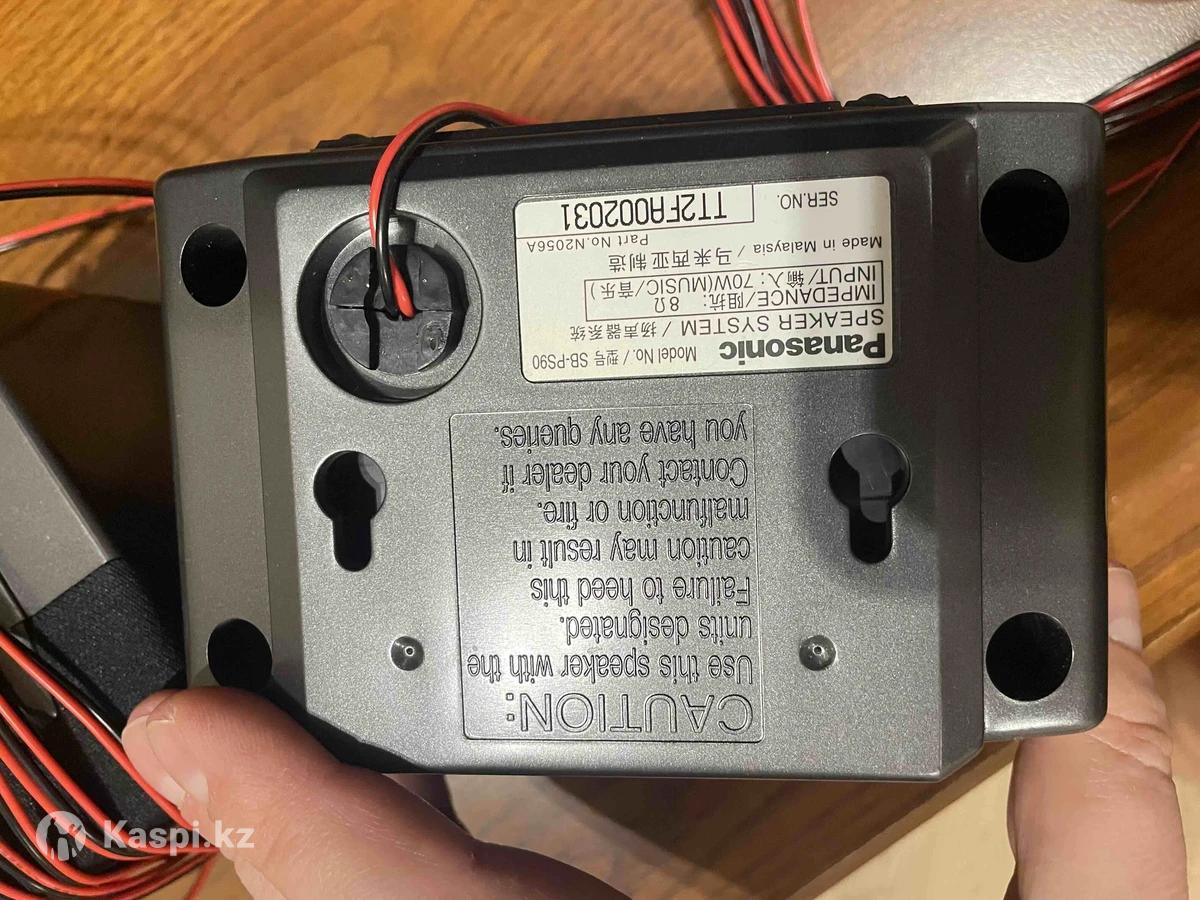 Panasonic Model No./型号 SB-PS90
SPEAKER SYSTEM / 扬声器系统
IMPEDANCE/阻抗: 8Ω
INPUT/输入: 70W(MUSIC/音乐)
Made in Malaysia / 马来西亚制造
Part No.N2056A
SER.NO. TT2FA002031
CAUTION:
Use this speaker with the
units designated.
Failure to heed this
caution may result in
malfunction or fire.
Contact your dealer if
you have any queries.
Kaspi.kz